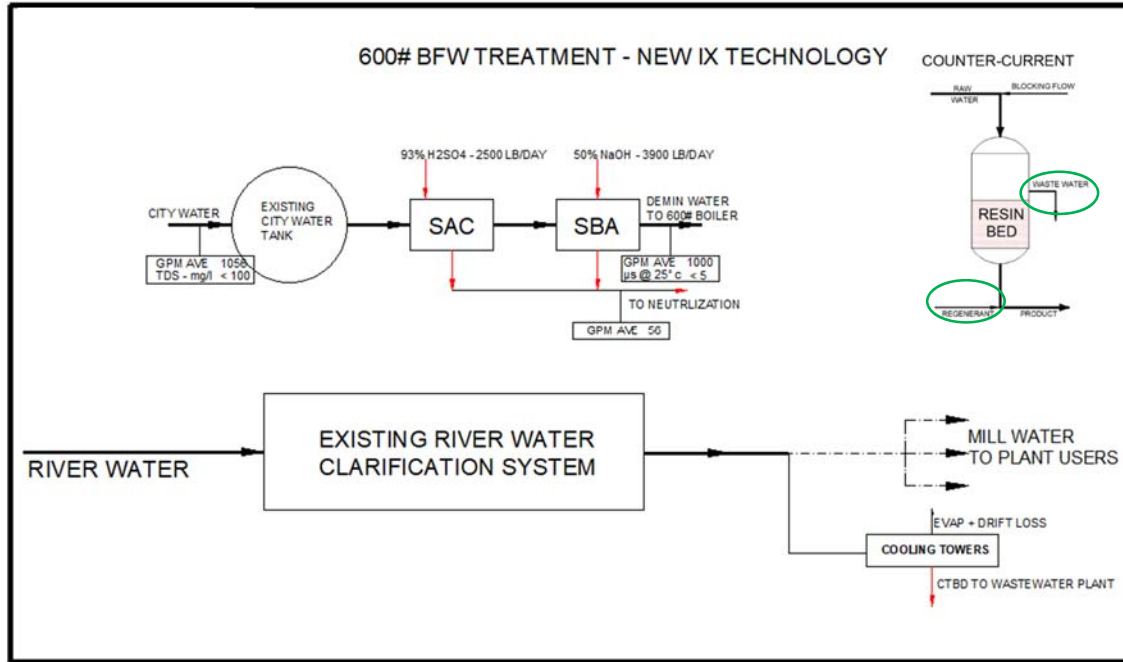 600# BFW TREATMENT - NEW IX TECHNOLOGY
COUNTER-CURRENT
RAW
WATER
BLOCKING FLOW
WASTE WATER
RESIN
BED
REGENERANT
PRODUCT
93% H2SO4 - 2500 LB/DAY
50% NaOH - 3900 LB/DAY
CITY WATER
EXISTING
CITY WATER
TANK
SAC
SBA
DEMIN WATER
TO 600# BOILER
GPM AVE 1056
TDS - mg/l < 100
GPM AVE 1000
µs @ 25° c < 5
TO NEUTRLIZATION
GPM AVE 56
RIVER WATER
EXISTING RIVER WATER
CLARIFICATION SYSTEM
MILL WATER
TO PLANT USERS
EVAP + DRIFT LOSS
COOLING TOWERS
CTBD TO WASTEWATER PLANT